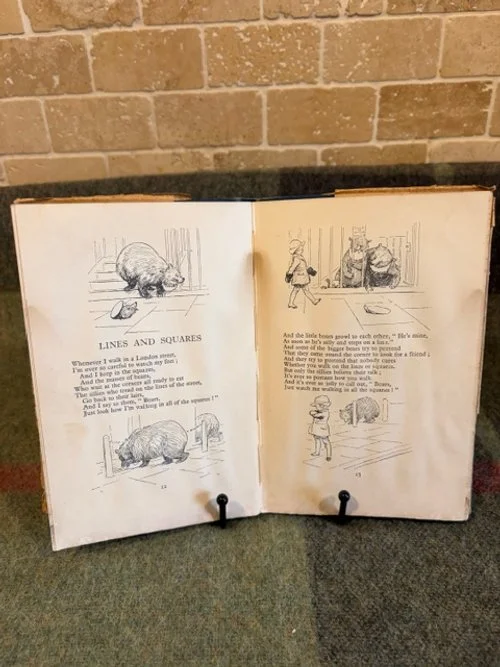 LINES AND SQUARES
Whenever I walk in a London street,
I'm ever so careful to watch my feet;
And I keep in the squares,
And the masses of bears,
Who wait at the corners all ready to eat
The sillies who tread on the lines of the street,
Go back to their lairs,
And I say to them, "Bears,
Just look how I'm walking in all of the squares!"
12
And the little bears growl to each other, "He's mine,
As soon as he's silly and steps on a line."
And some of the bigger bears try to pretend
That they came round the corner to look for a friend;
And they try to pretend that nobody cares
Whether you walk on the lines or squares.
But only the sillies believe their talk;
It's ever so portant how you walk.
And it's ever so jolly to call out, "Bears,
Just watch me walking in all the squares!"
13